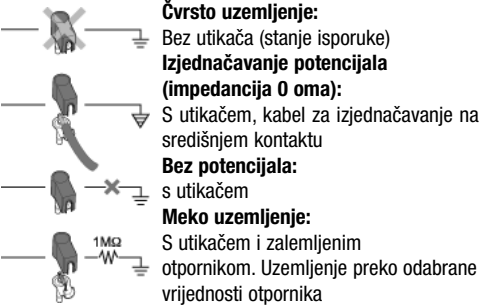 Čvrsto uzemljenje:
Bez utikača (stanje isporuke)
Izjednačavanje potencijala
(impedancija 0 oma):
S utikačem, kabel za izjednačavanje na
središnjem kontaktu
Bez potencijala:
s utikačem
Meko uzemljenje:
1MΩ
S utikačem i zalemljenim
otpornikom. Uzemljenje preko odabrane
vrijednosti otpornika